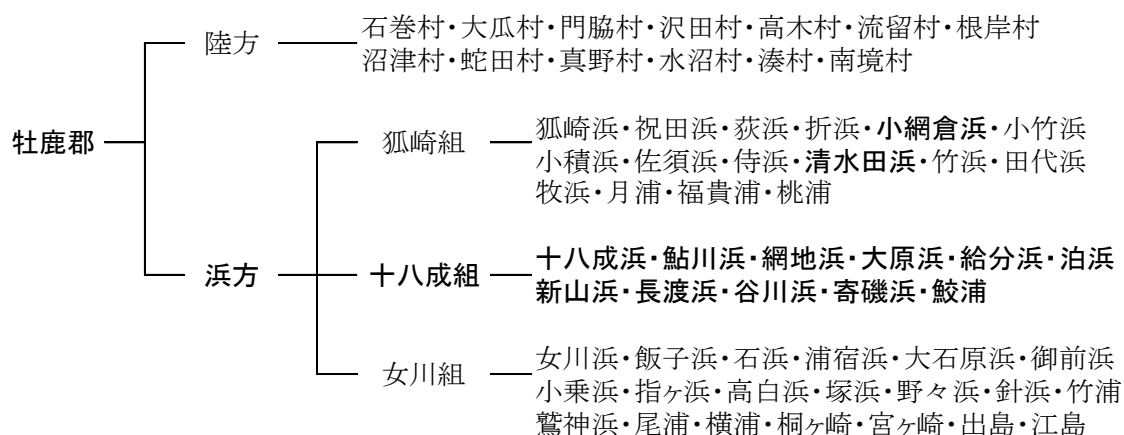 牡鹿郡
陸方
石巻村・大瓜村・門脇村・沢田村・高木村・流留村・根岸村
沼津村・蛇田村・真野村・水沼村・湊村・南境村
浜方
狐崎組
狐崎浜・祝田浜・荻浜・折浜・小網倉浜・小竹浜
小積浜・佐須浜・侍浜・清水田浜・竹浜・田代浜
牧浜・月浦・福貴浦・桃浦
十八成組
十八成浜・鮎川浜・網地浜・大原浜・給分浜・泊浜
新山浜・長渡浜・谷川浜・寄磯浜・鮫浦
女川組
女川浜・飯子浜・石浜・浦宿浜・大石原浜・御前浜
小乗浜・指ヶ浜・高白浜・塚浜・野々浜・針浜・竹浦
鷲神浜・尾浦・横浦・桐ヶ崎・宮ヶ崎・出島・江島